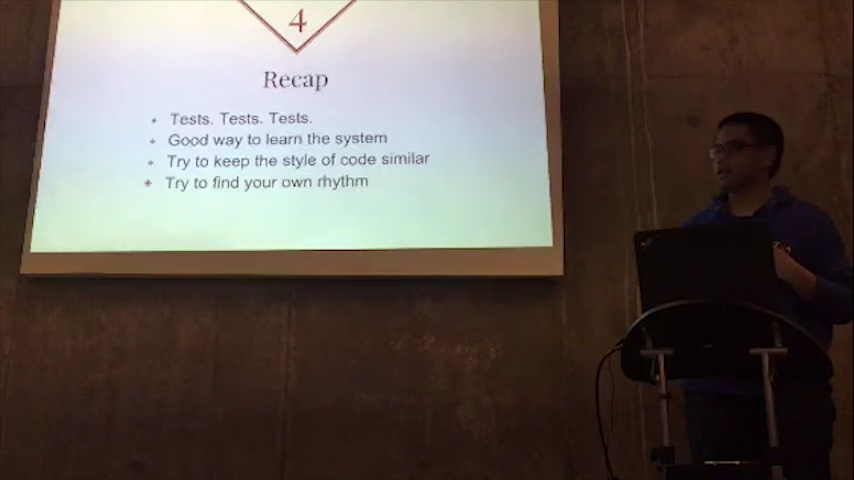 4
Recap
Tests. Tests. Tests.
Good way to learn the system
Try to keep the style of code similar
Try to find your own rhythm